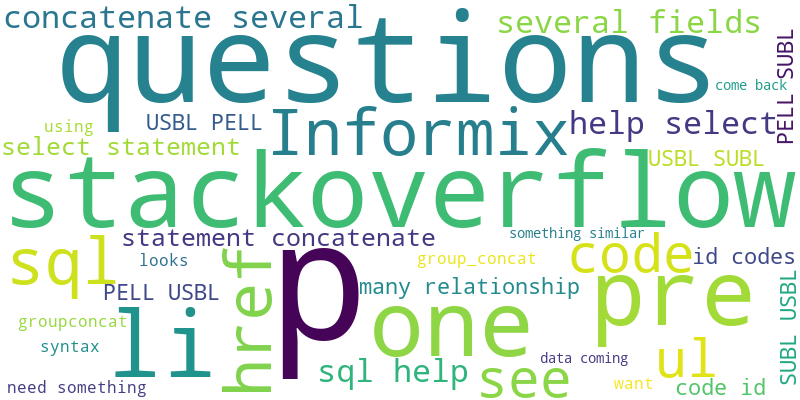 concatenate several
questions
several fields
PELL SUBL
come back
using
USBL PELL
Informix
help select
select statement
USBL SUBL
stackoverflow
sql
statement concatenate
p
something similar
code
id codes
looks
href
group_concat
PELL USBL
many relationship
pre
SUBL USBL
groupconcat
li
one
syntax
sql help
data coming
ul
need something
see
want
code id